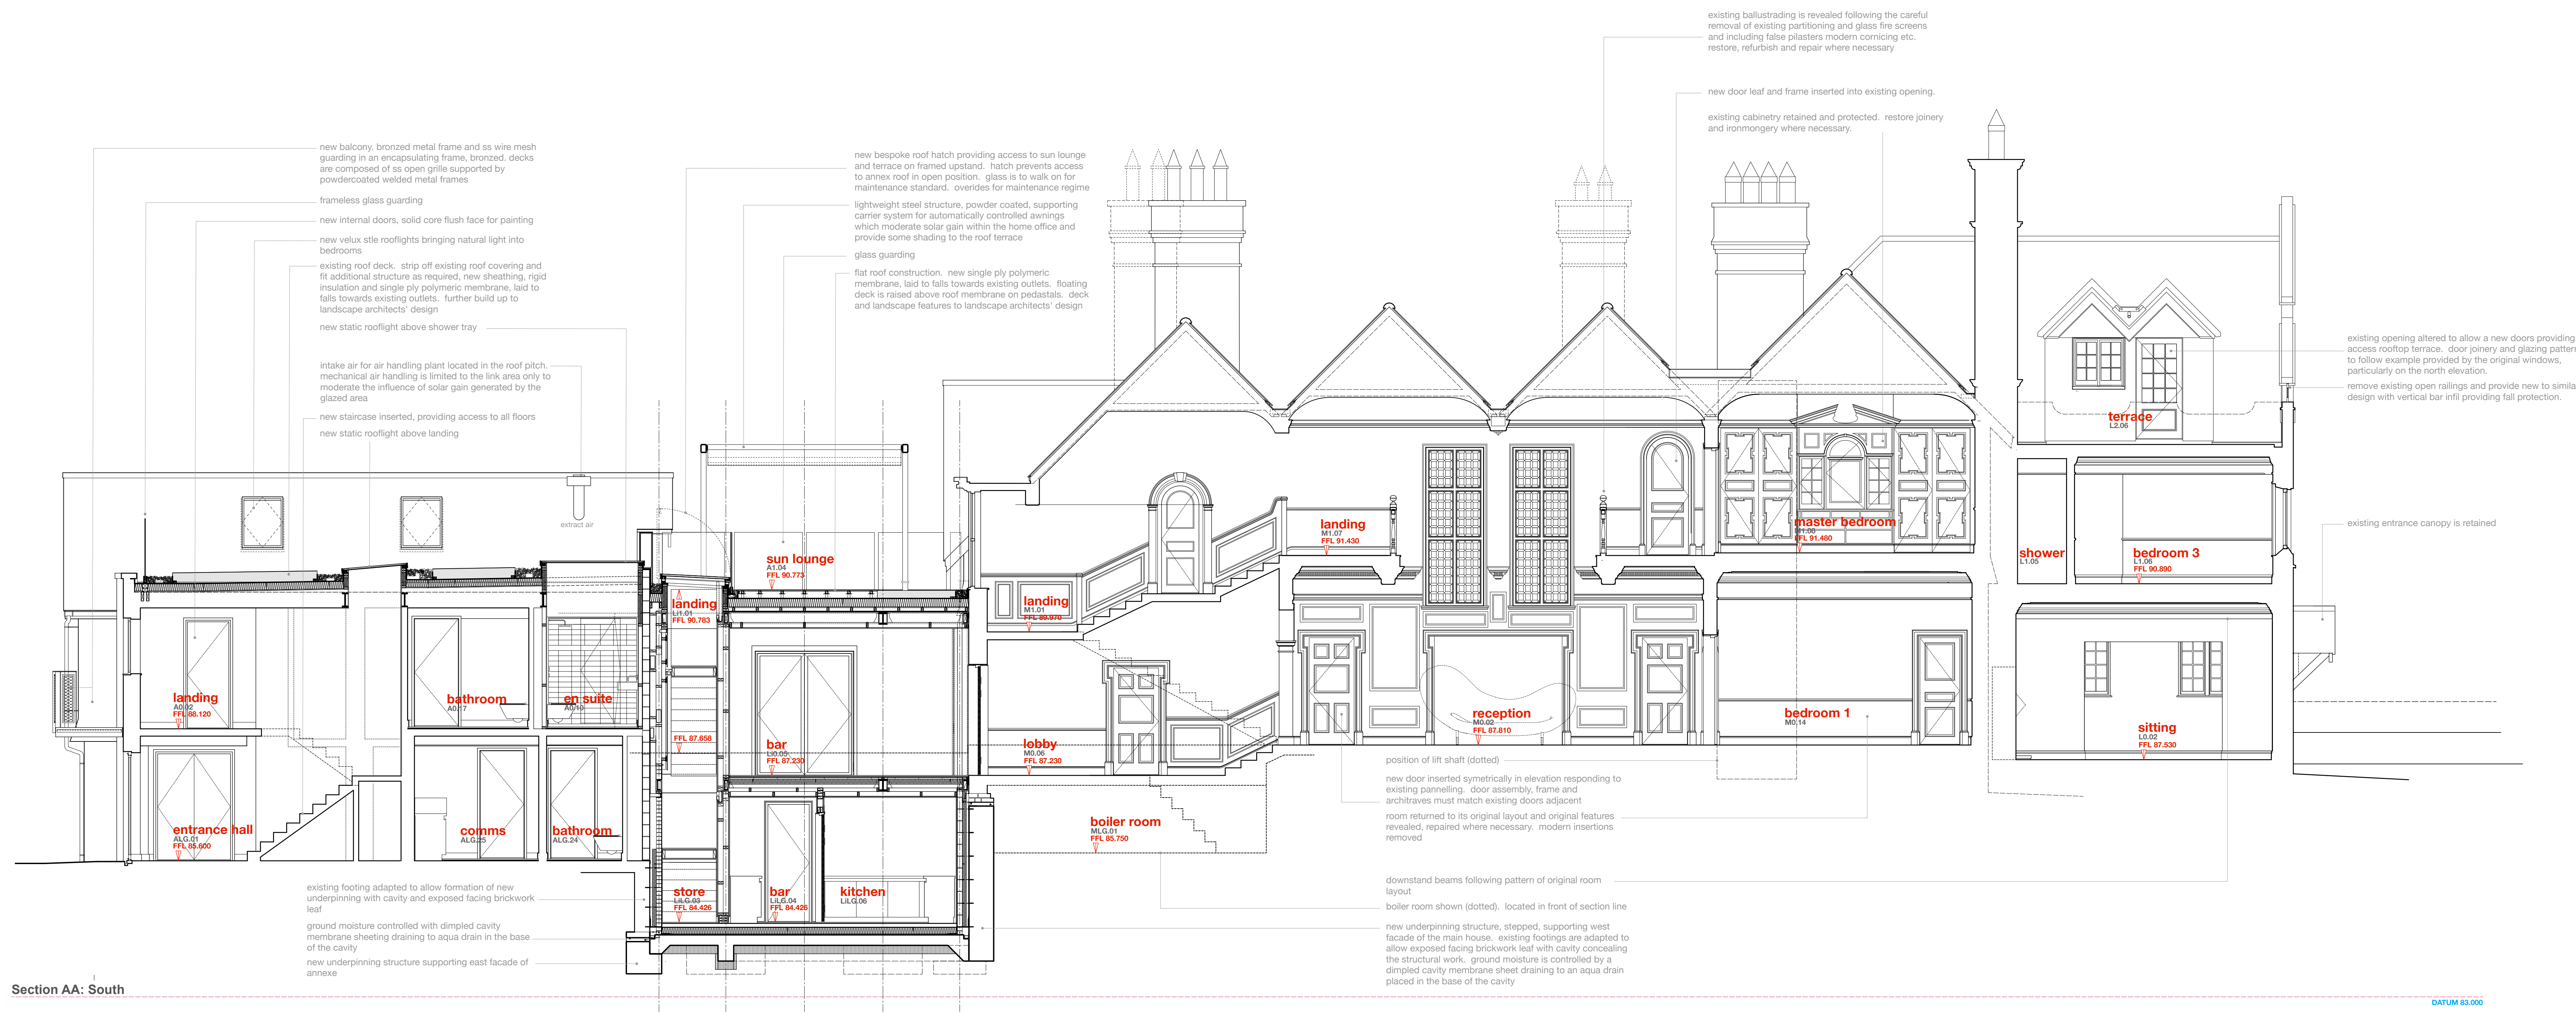 existing ballustrading is revealed following the careful
removal of existing partitioning and glass fire screens
and including false pilasters modern cornicing etc.
restore, refurbish and repair where necessary
new door leaf and frame inserted into existing opening.
existing cabinetry retained and protected. restore joinery
and ironmongery where necessary.
new balcony. bronzed metal frame and ss wire mesh
guarding in an encapsulating frame, bronzed. decks
are composed of ss open grille supported by
powdercoated welded metal frames
frameless glass guarding
new internal doors, solid core flush face for painting
new velux stle rooflights bringing natural light into
bedrooms
existing roof deck. strip off existing roof covering and
fit additional structure as required, new sheathing, rigid
insulation and single ply polymeric membrane, laid to
falls towards existing outlets. further build up to
landscape architects' design
new static rooflight above shower tray
intake air for air handling plant located in the roof pitch.
mechanical air handling is limited to the link area only to
moderate the influence of solar gain generated by the
glazed area
new staircase inserted, providing access to all floors
new static rooflight above landing
new bespoke roof hatch providing access to sun lounge
and terrace on framed upstand. hatch prevents access
to annex roof in open position. glass is to walk on for
maintenance standard. overides for maintenance regime
lightweight steel structure, powder coated, supporting
carrier system for automatically controlled awnings
which moderate solar gain within the home office and
provide some shading to the roof terrace
glass guarding
flat roof construction. new single ply polymeric
membrane, laid to falls towards existing outlets. floating
deck is raised above roof membrane on pedastals. deck
and landscape features to landscape architects' design
existing opening altered to allow a new doors providing
access rooftop terrace. door joinery and glazing pattern
to follow example provided by the original windows,
particularly on the north elevation.
remove existing open railings and provide new to simila
design with vertical bar infil providing fall protection.
existing entrance canopy is retained
extract air
terrace
L2.06
sun lounge
A1.04
FFL 90.773
landing
Li1.01
FFL 90.783
landing
M1.01
FFL 89.970
landing
M1.07
FFL 91.430
master bedroom
M1.08
FFL 91.480
shower
L1.05
bedroom 3
L1.06
FFL 90.890
landing
A0.02
FFL 88.120
bathroom
A0.17
en suite
A0.10
FFL 87.658
bar
Li0.05
FFL 87.230
lobby
M0.06
FFL 87.230
reception
M0.02
FFL 87.810
bedroom 1
M0.14
sitting
L0.02
FFL 87.530
entrance hall
ALG.01
FFL 85.600
comms
ALG.25
bathroom
ALG.24
boiler room
MLG.01
FFL 85.750
store
LiLG.03
FFL 84.426
bar
LiLG.04
FFL 84.426
kitchen
LiLG.06
position of lift shaft (dotted)
new door inserted symetrically in elevation responding to
existing pannelling. door assembly, frame and
architraves must match existing doors adjacent
room returned to its original layout and original features
revealed, repaired where necessary. modern insertions
removed
downstand beams following pattern of original room
layout
boiler room shown (dotted). located in front of section line
new underpinning structure, stepped, supporting west
facade of the main house. existing footings are adapted to
allow exposed facing brickwork leaf with cavity concealing
the structural work. ground moisture is controlled by a
dimpled cavity membrane sheet draining to an aqua drain
placed in the base of the cavity
existing footing adapted to allow formation of new
underpinning with cavity and exposed facing brickwork
leaf
ground moisture controlled with dimpled cavity
membrane sheeting draining to aqua drain in the base
of the cavity
new underpinning structure supporting east facade of
annexe
Section AA: South
DATUM 83.000